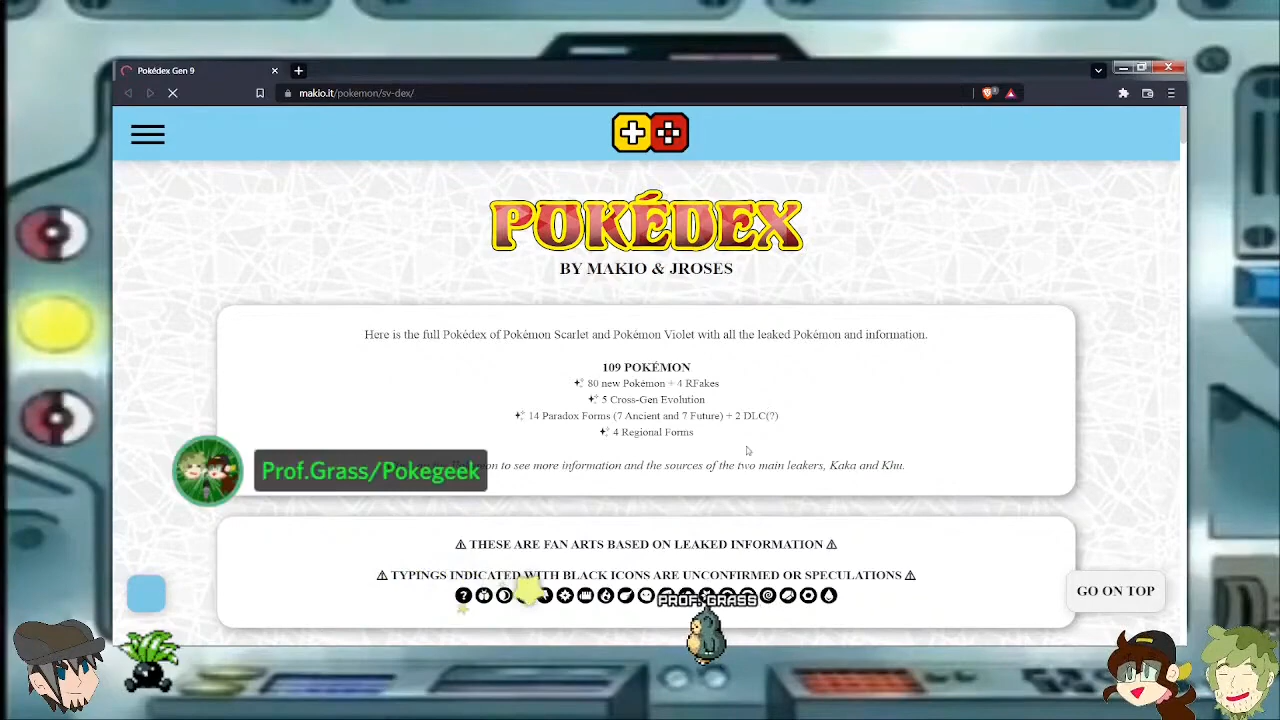 Pokédex Gen 9
makio.it/pokemon/sv-dex/
POKÉDEX
BY MAKIO & JROSES
Here is the full Pokédex of Pokémon Scarlet and Pokémon Violet with all the leaked Pokémon and information.
109 POKÉMON
80 new Pokémon + 4 RFakes
5 Cross-Gen Evolution
14 Paradox Forms (7 Ancient and 7 Future) + 2 DLC(?)
4 Regional Forms
to see more information and the sources of the two main leakers, Kaka and Khu.
Prof.Grass/Pokegeek
⚠ THESE ARE FAN ARTS BASED ON LEAKED INFORMATION ⚠
⚠ TYPINGS INDICATED WITH BLACK ICONS ARE UNCONFIRMED OR SPECULATIONS ⚠
GO ON TOP
PROF. GRASS